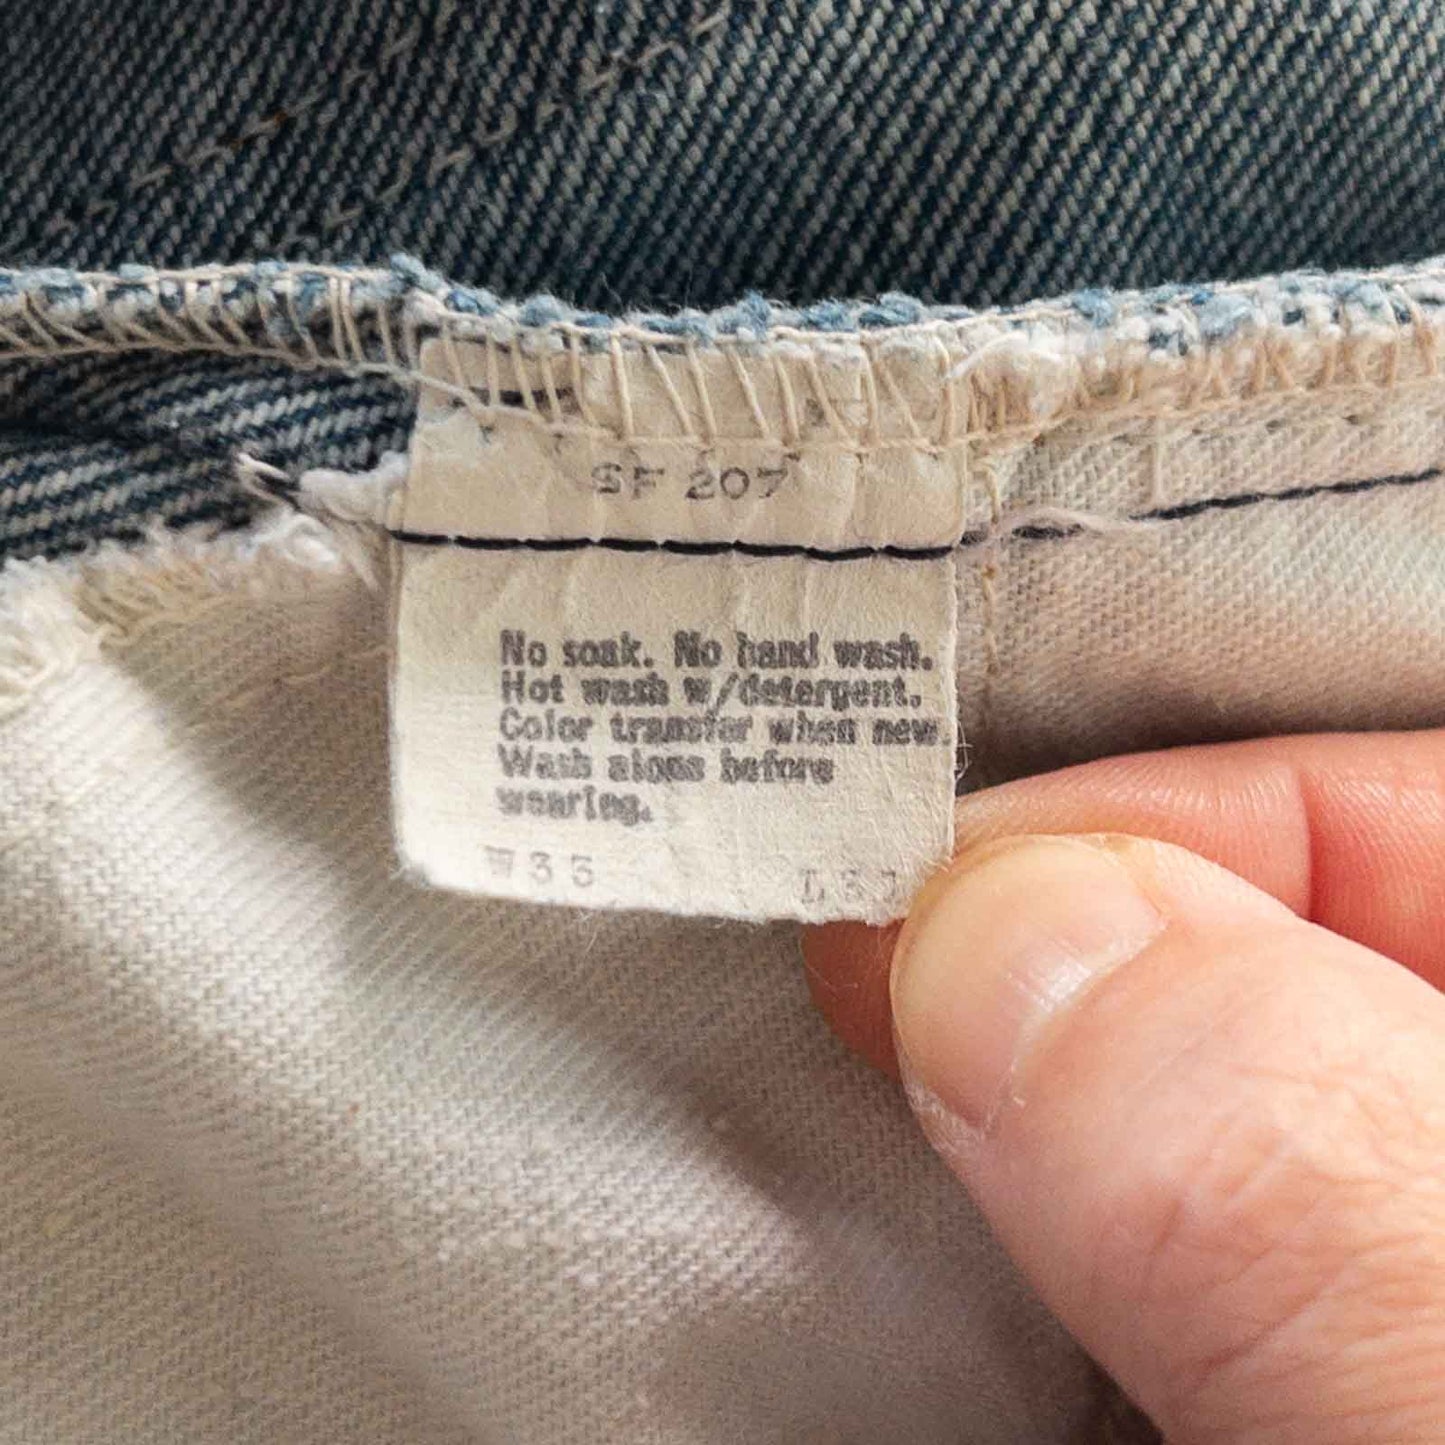 SF 207
No soak. No hand wash.
Hot wash w/detergent.
Color transfer when new.
Wash alone before
wearing.
W33